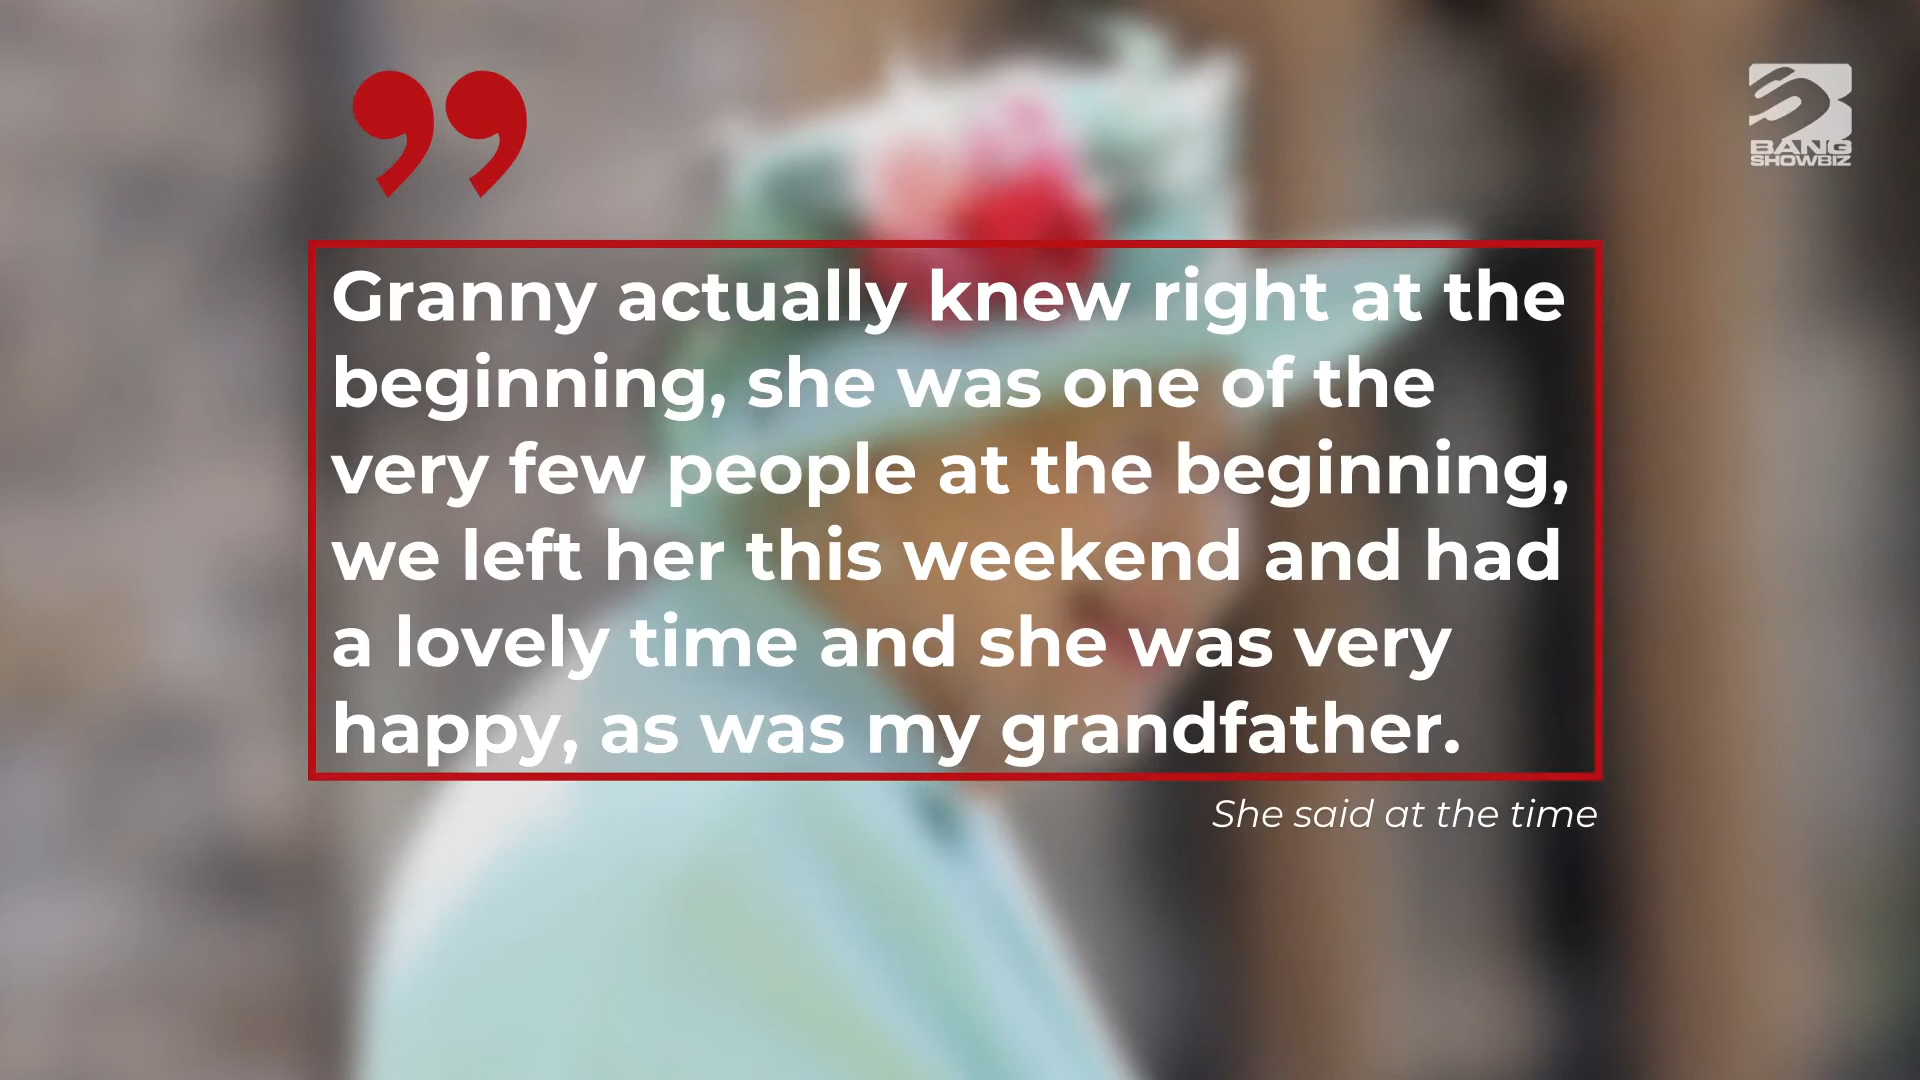 BANG
SHOWBIZ
Granny actually knew right at the
beginning, she was one of the
very few people at the beginning,
we left her this weekend and had
a lovely time and she was very
happy, as was my grandfather.
She said at the time